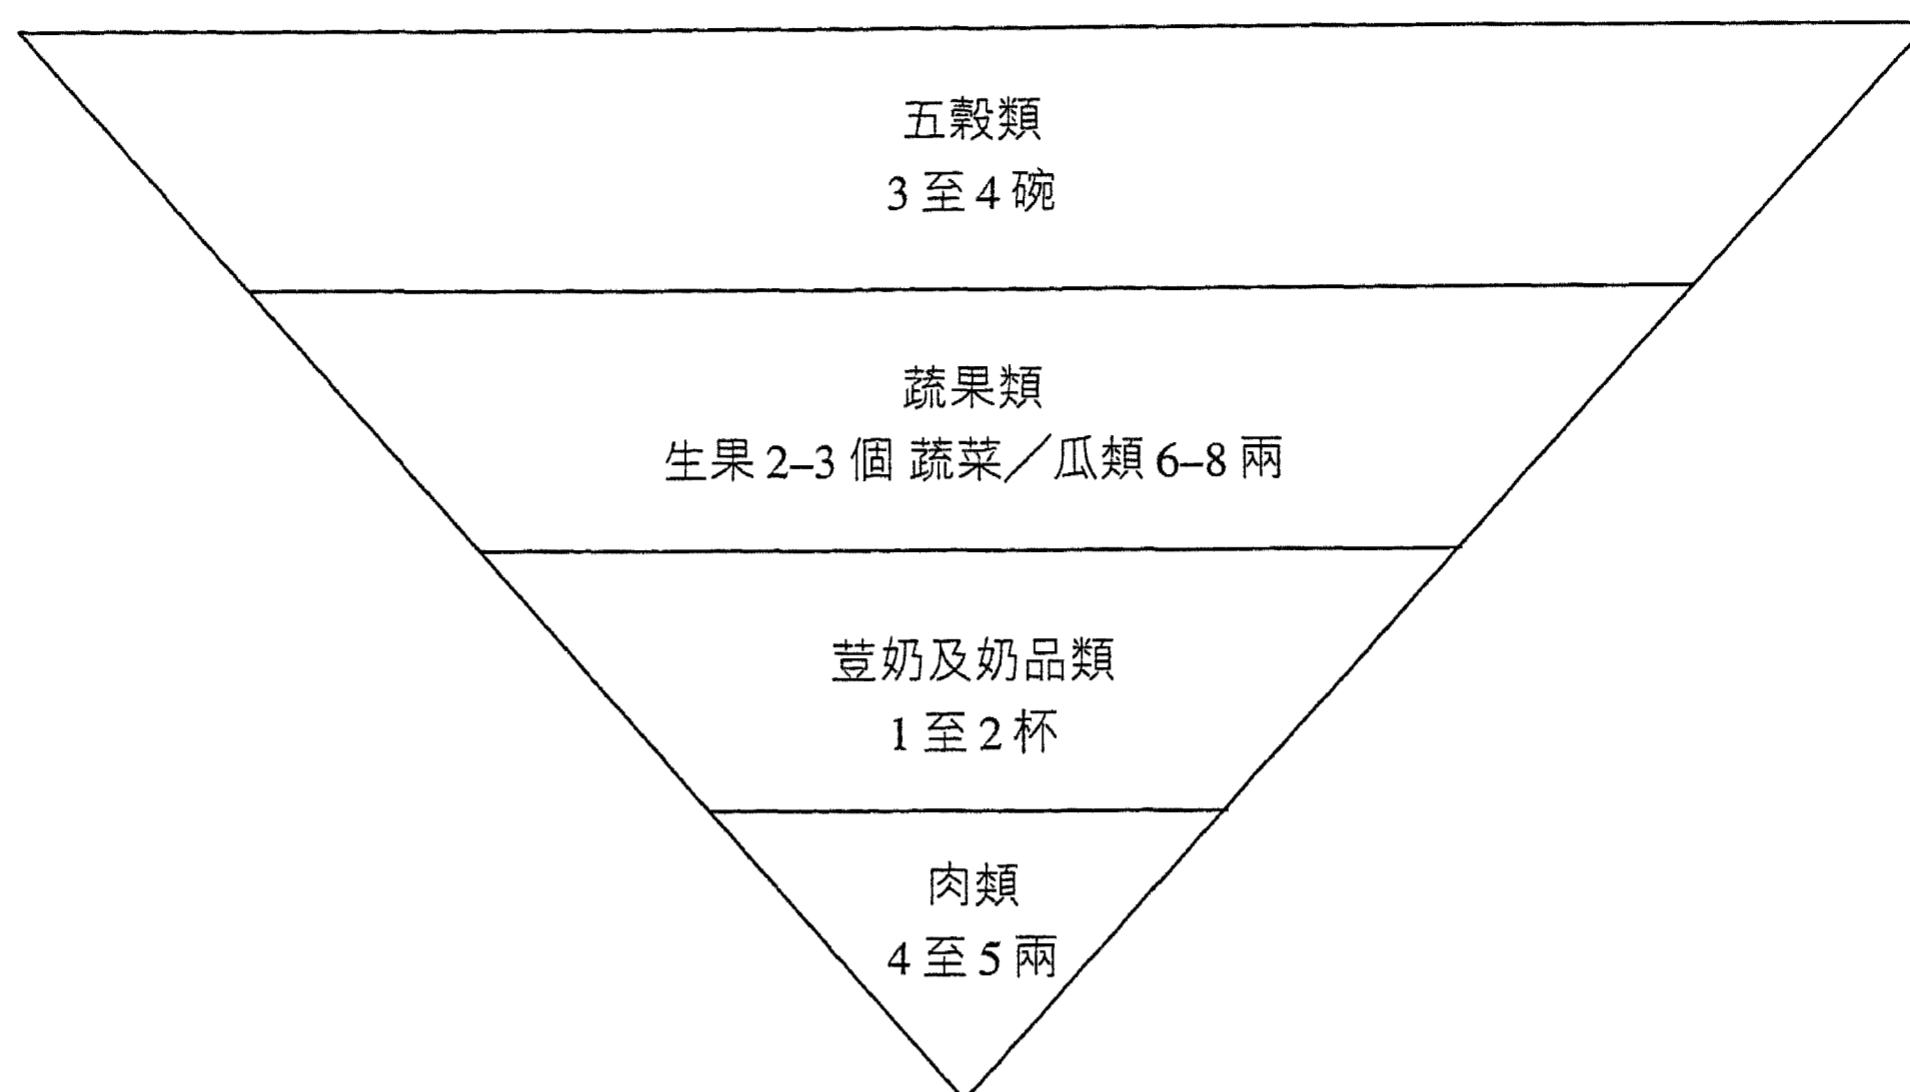 五穀類
3 至 4 碗
蔬果類
生果 2–3 個 蔬菜／瓜類 6–8 兩
荳奶及奶品類
1 至 2 杯
肉類
4 至 5 兩